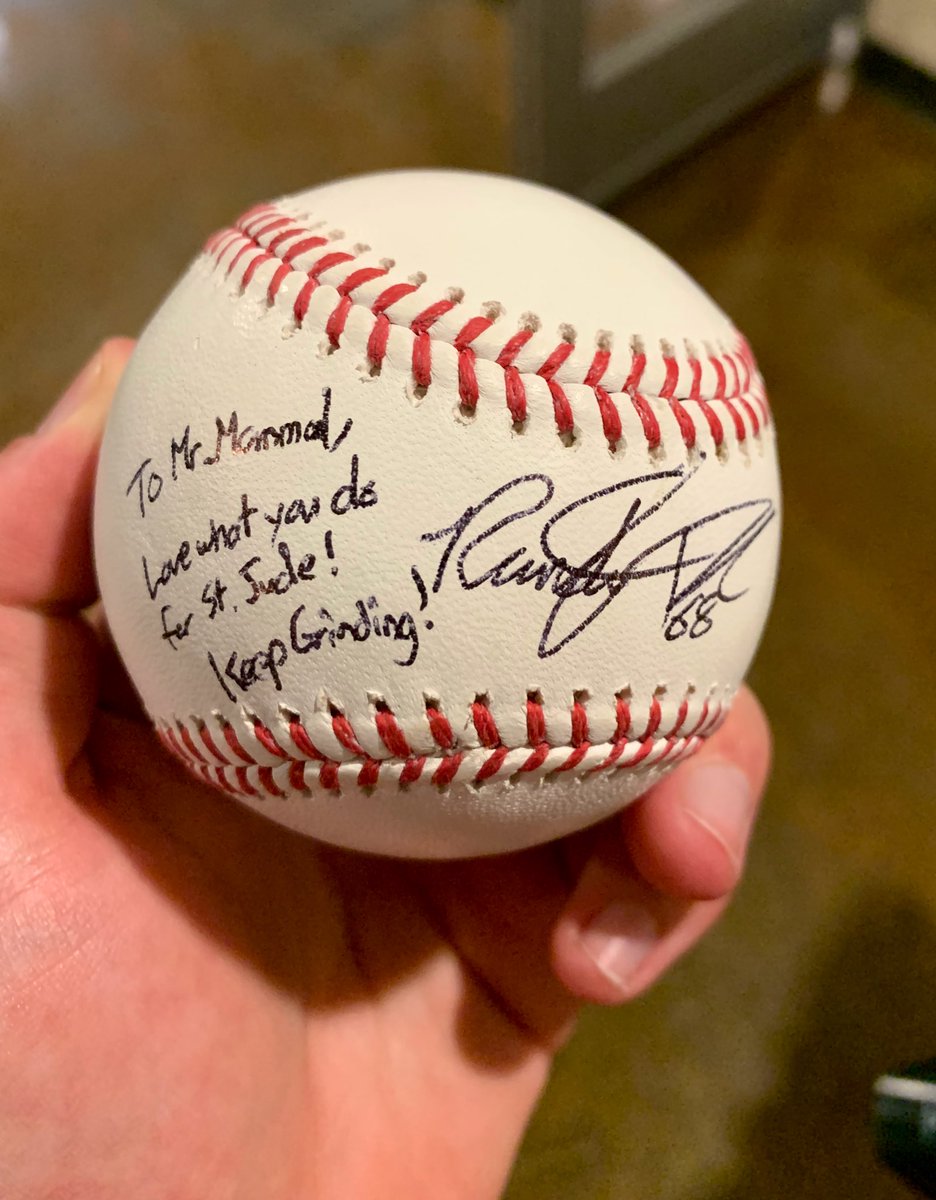 To Mr. Mammal,
Love what you do
for St. Jude!
Keep Grinding!
68